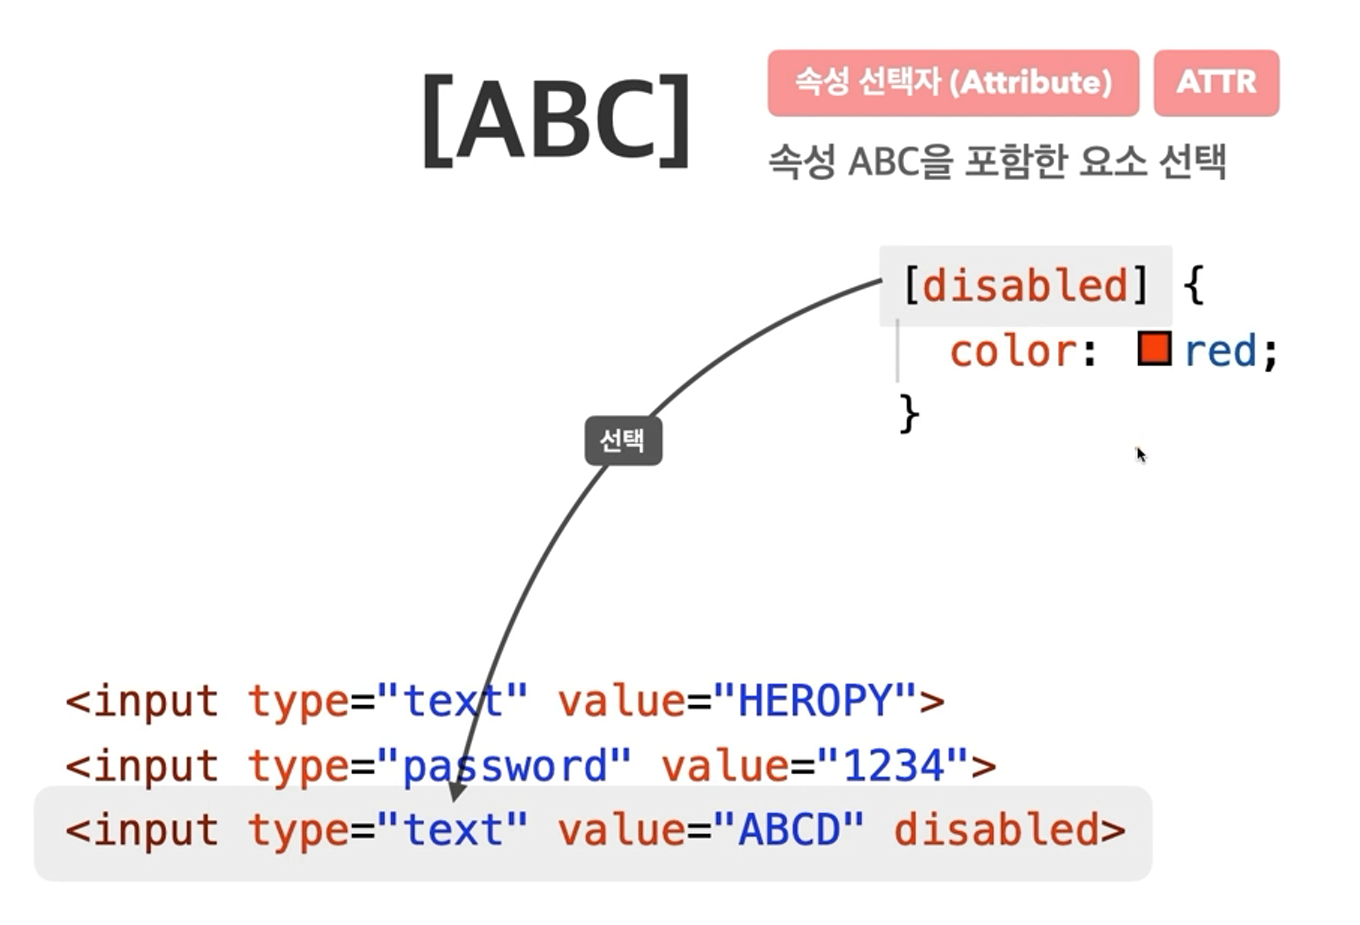 [ABC]
속성 선택자 (Attribute)
ATTR
속성 ABC을 포함한 요소 선택
[disabled] {
color: red;
}
선택
<input type="text" value="HEROPY">
<input type="password" value="1234">
<input type="text" value="ABCD" disabled>